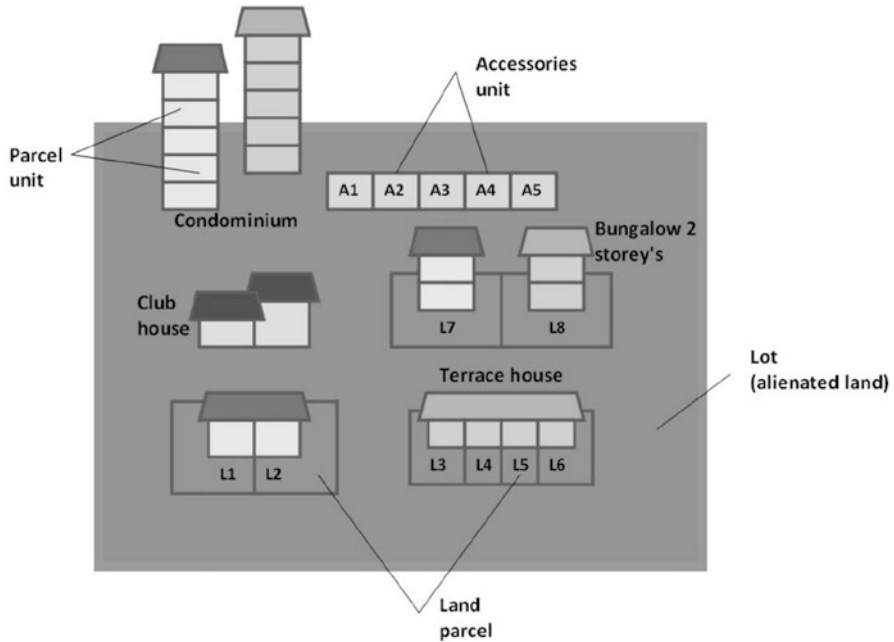 Accessories
unit
Parcel
unit
A1 A2 A3 A4 A5
Condominium
Bungalow 2
storey's
Club
house
L7 L8
Lot
(alienated land)
Terrace house
L1 L2
L3 L4 L5 L6
Land
parcel